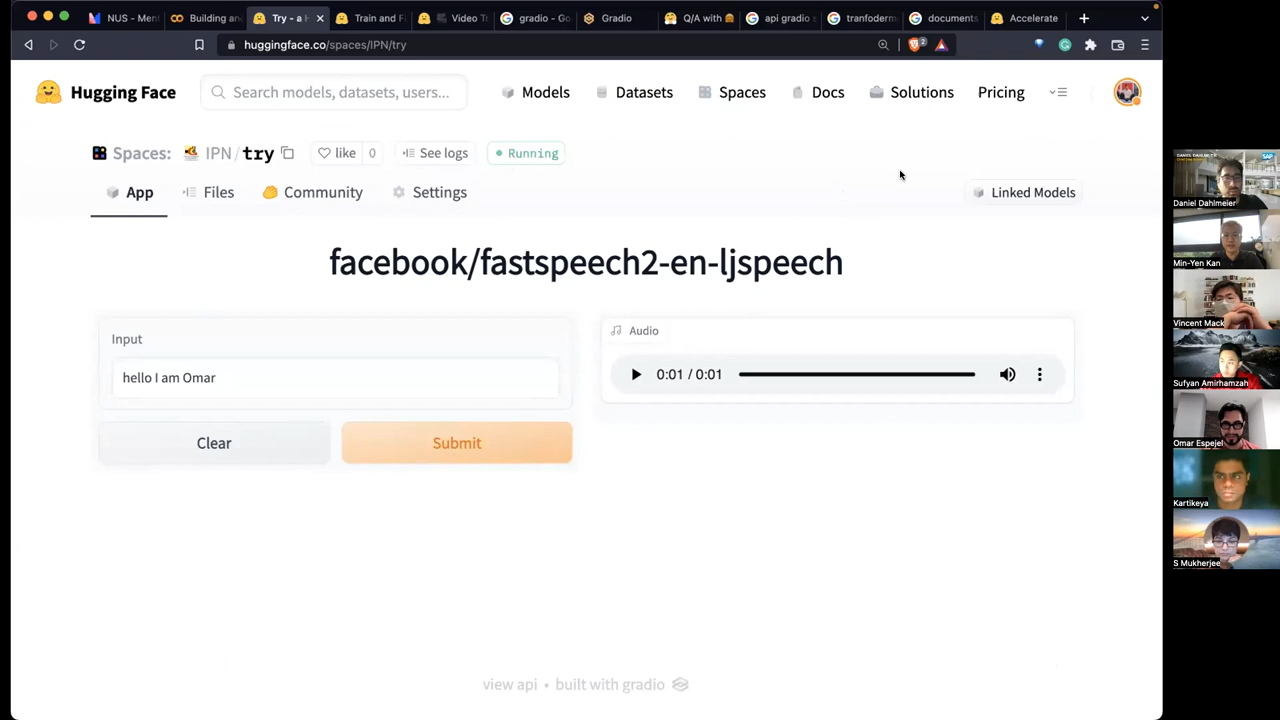 NUS - Men
Building an
Try - a H
Train and F
Video Ti
gradio - Go
Gradio
Q/A with
api gradio s
tranfoderm
documents
Accelerate
huggingface.co/spaces/IPN/try
2
Hugging Face
Search models, datasets, users...
Models
Datasets
Spaces
Docs
Solutions
Pricing
Spaces:
IPN/try
like 0
See logs
Running
App
Files
Community
Settings
Linked Models
facebook/fastspeech2-en-ljspeech
Input
hello I am Omar
Clear
Submit
Audio
0:01 / 0:01
view api • built with gradio
SAP
Daniel Dahlmeier
Min-Yen Kan
Vincent Mack
Sufyan Amirhamzah
Omar Espejel
Kartikeya
S Mukherjee